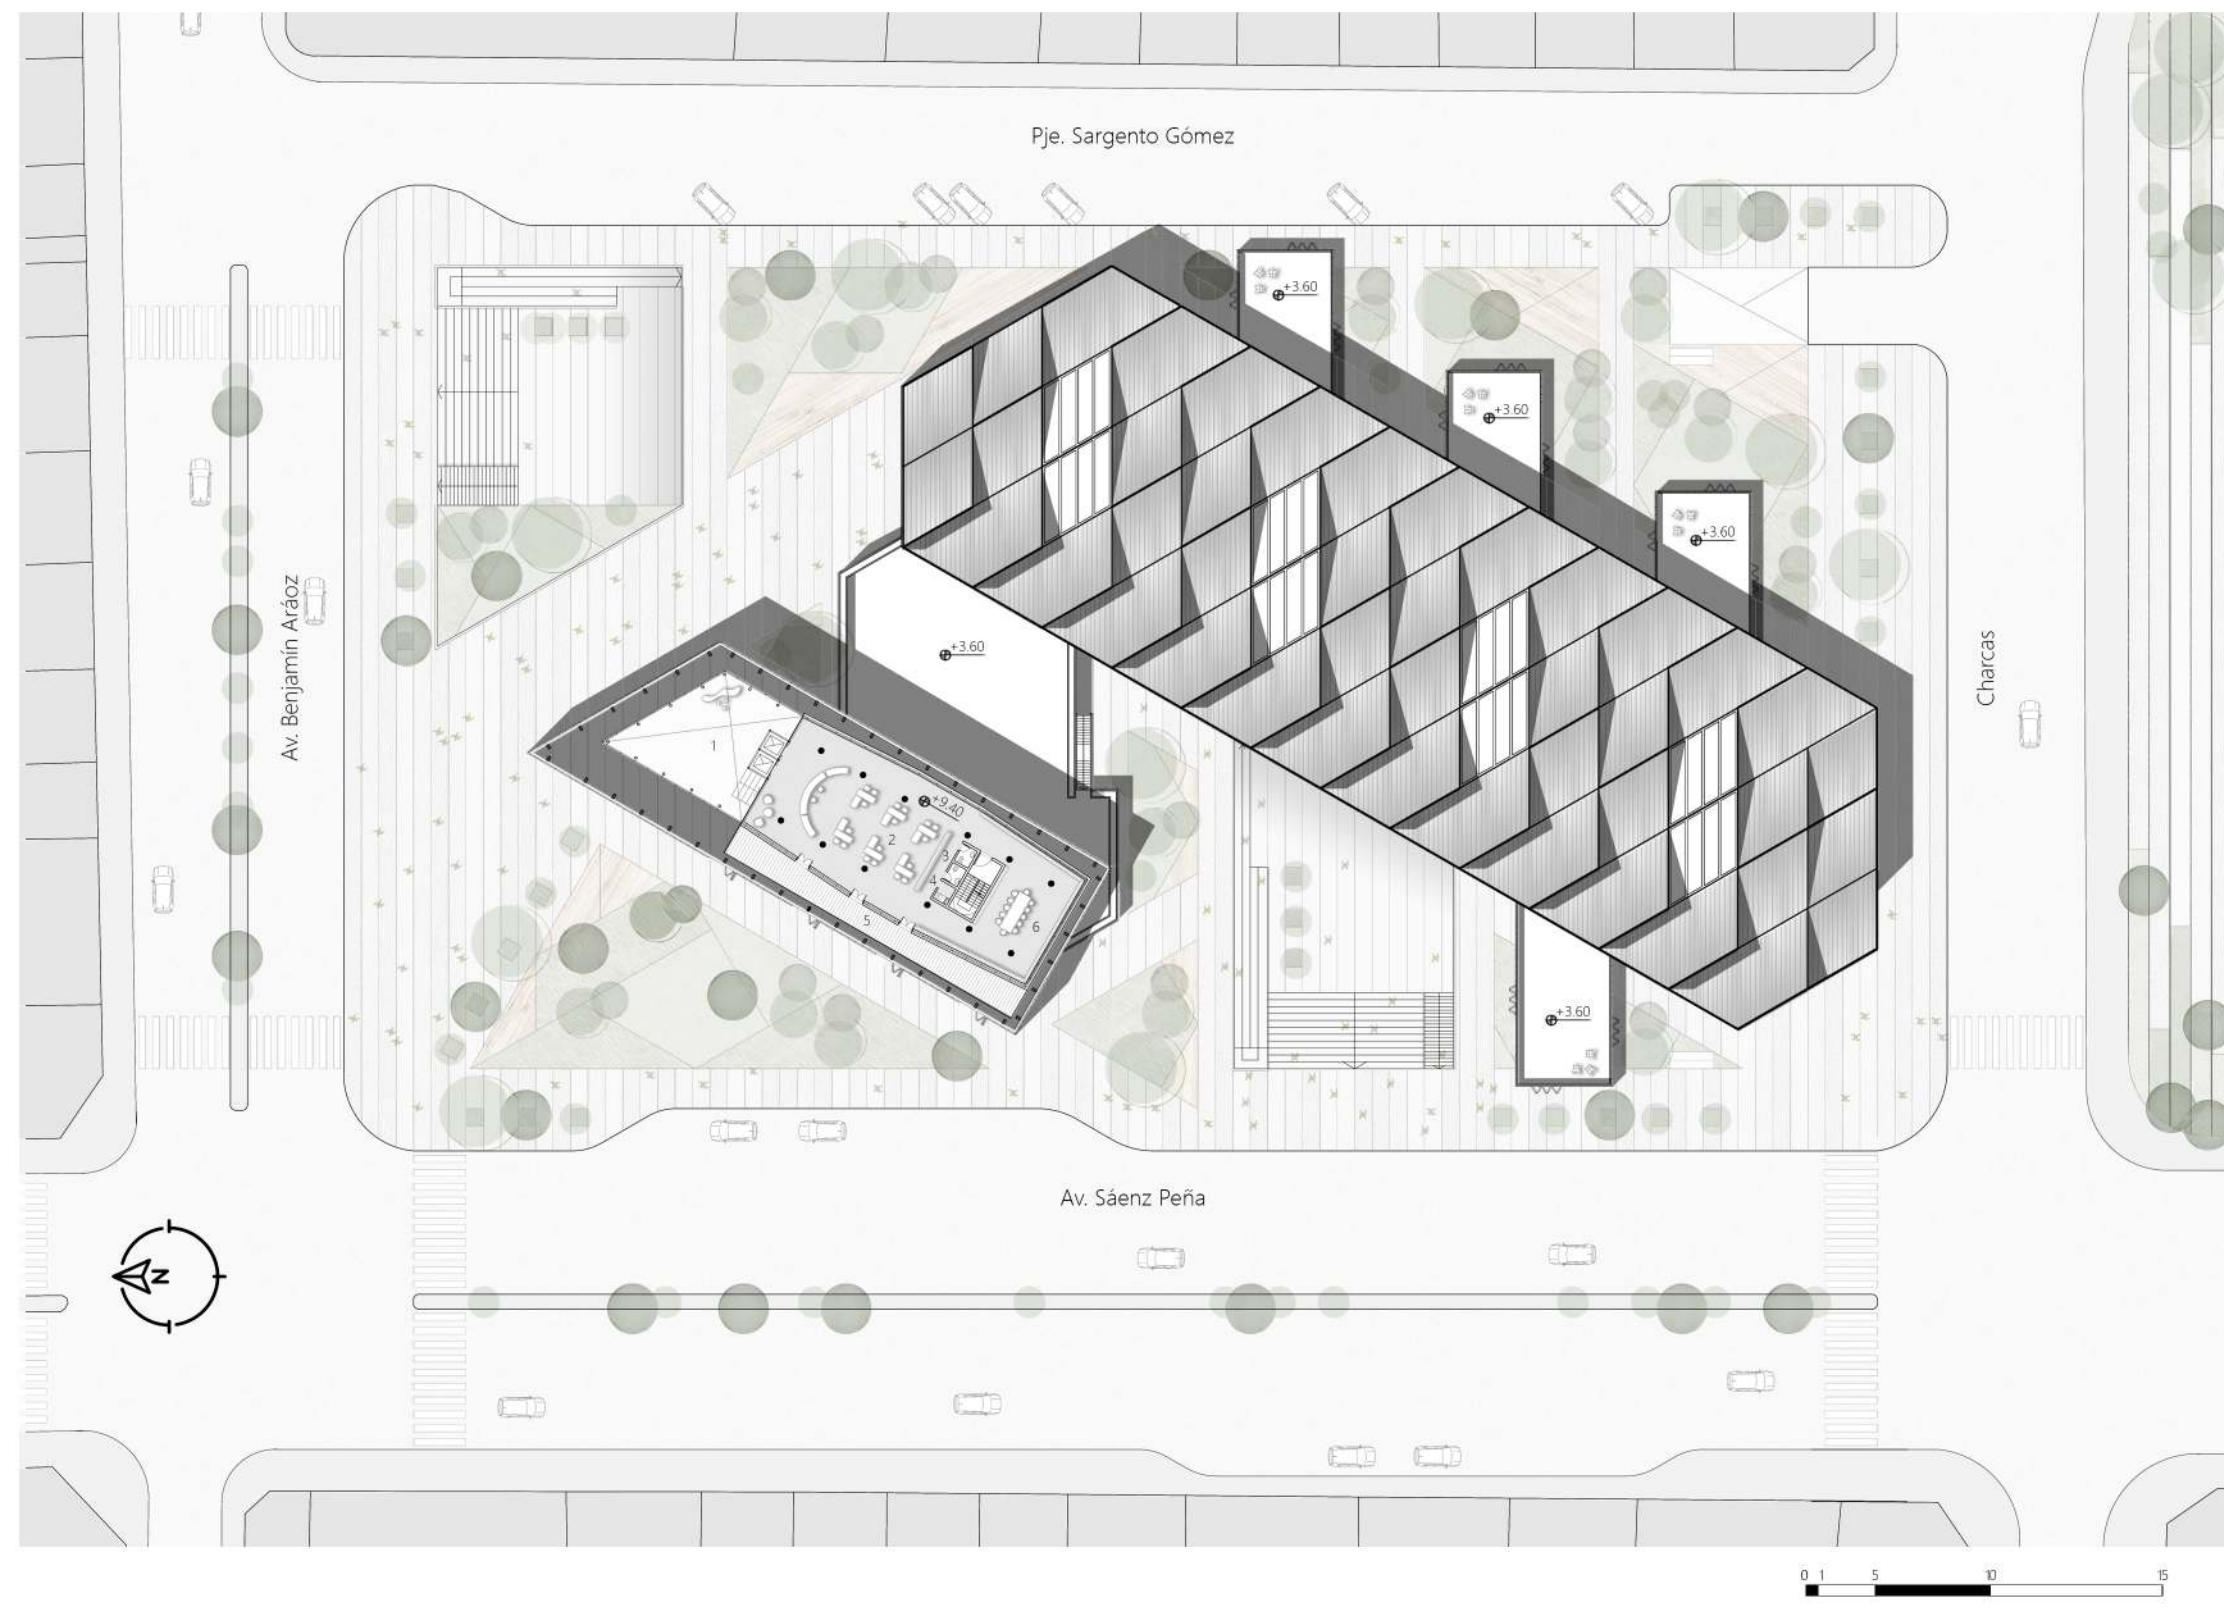 Pje. Sargento Gómez
+3.60
+3.60
+3.60
Av. Benjamín Aráoz
+3.60
Charcas
1
+9.40
2
3
4
5
6
+3.60
Av. Sáenz Peña
N
0 1 5 10 15